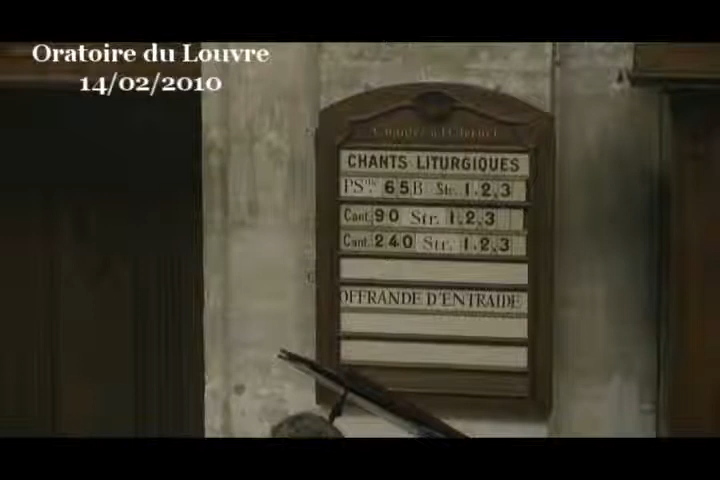 Oratoire du Louvre
14/02/2010
CHANTS LITURGIQUES
PSme. 65B Str. 1.2.3
Cant. 90 Str. 1.2.3
Cant. 240 Str. 1.2.3
OFFRANDE D'ENTRAIDE